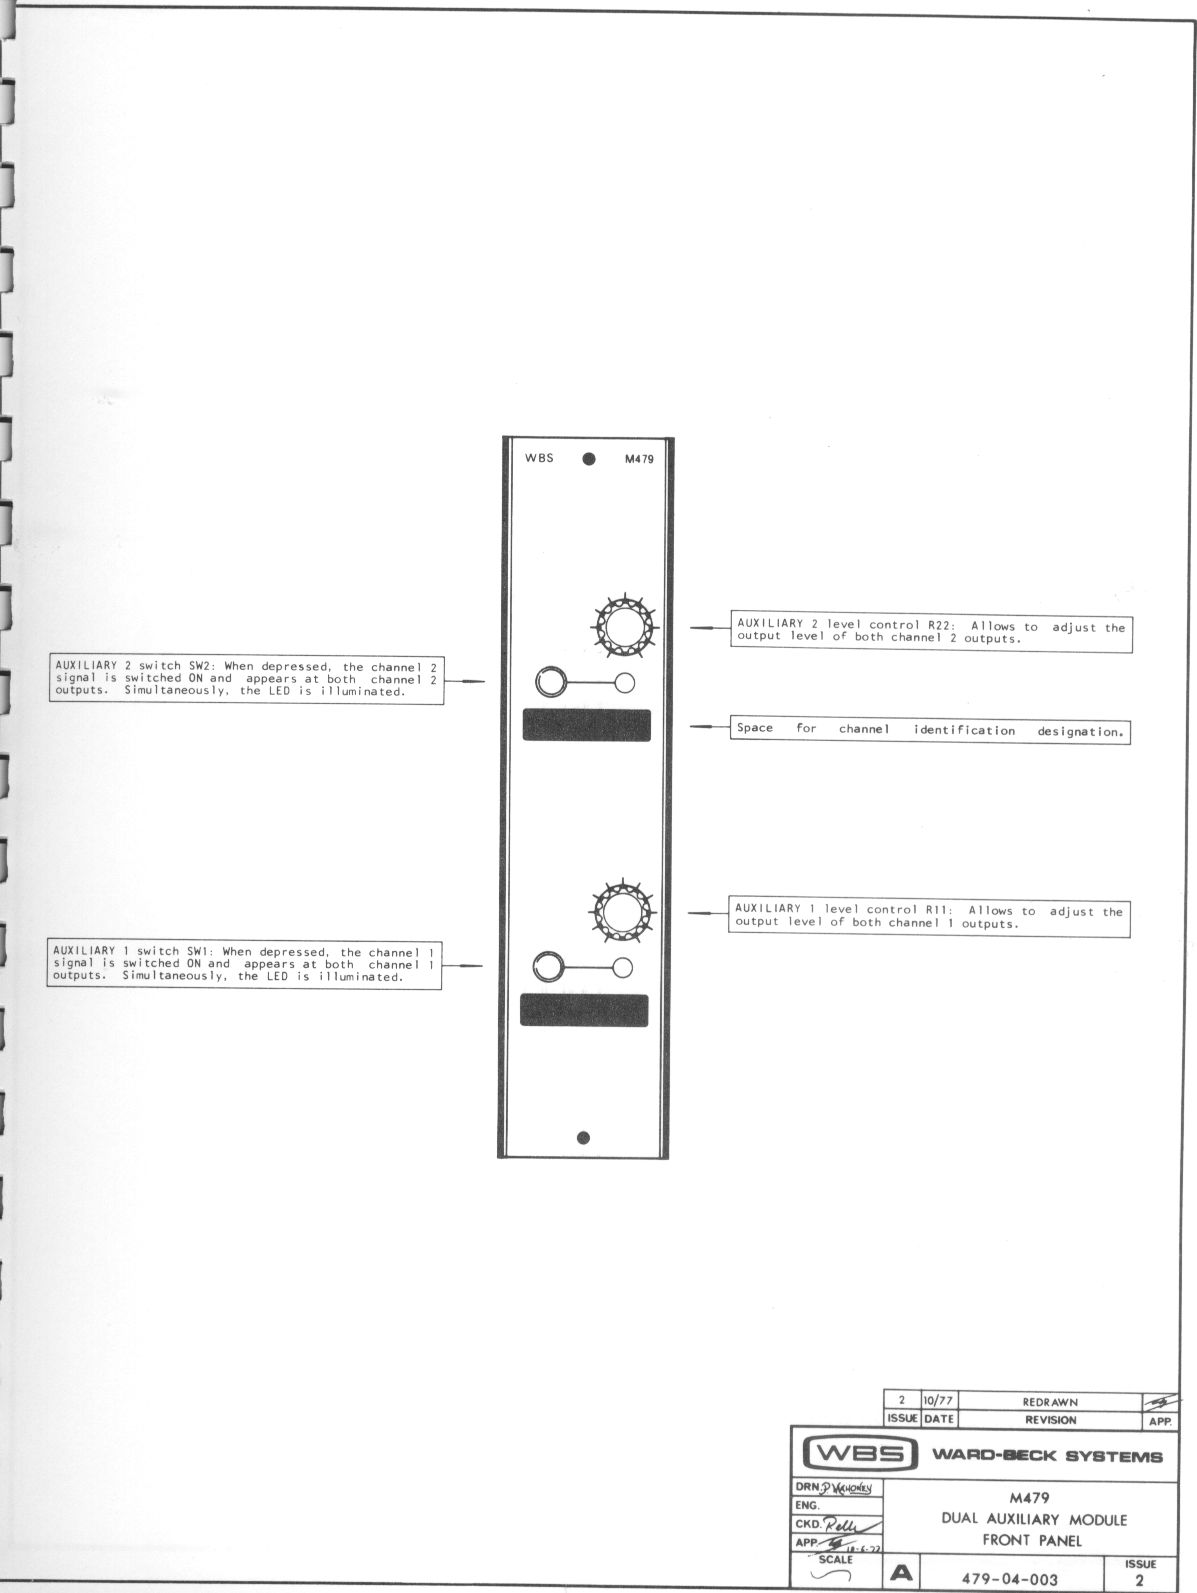 WBS M479
AUXILIARY 2 level control R22: Allows to adjust the
output level of both channel 2 outputs.
AUXILIARY 2 switch SW2: When depressed, the channel 2
signal is switched ON and appears at both channel 2
outputs. Simultaneously, the LED is illuminated.
Space for channel identification designation.
AUXILIARY 1 level control R11: Allows to adjust the
output level of both channel 1 outputs.
AUXILIARY 1 switch SW1: When depressed, the channel 1
signal is switched ON and appears at both channel 1
outputs. Simultaneously, the LED is illuminated.
2 10/77 REDRAWN
ISSUE DATE REVISION APP.
WBS WARD-BECK SYSTEMS
DRN. P. MAHONEY
ENG.
CKD.
APP.
SCALE
M479
DUAL AUXILIARY MODULE
FRONT PANEL
A 479-04-003
ISSUE
2